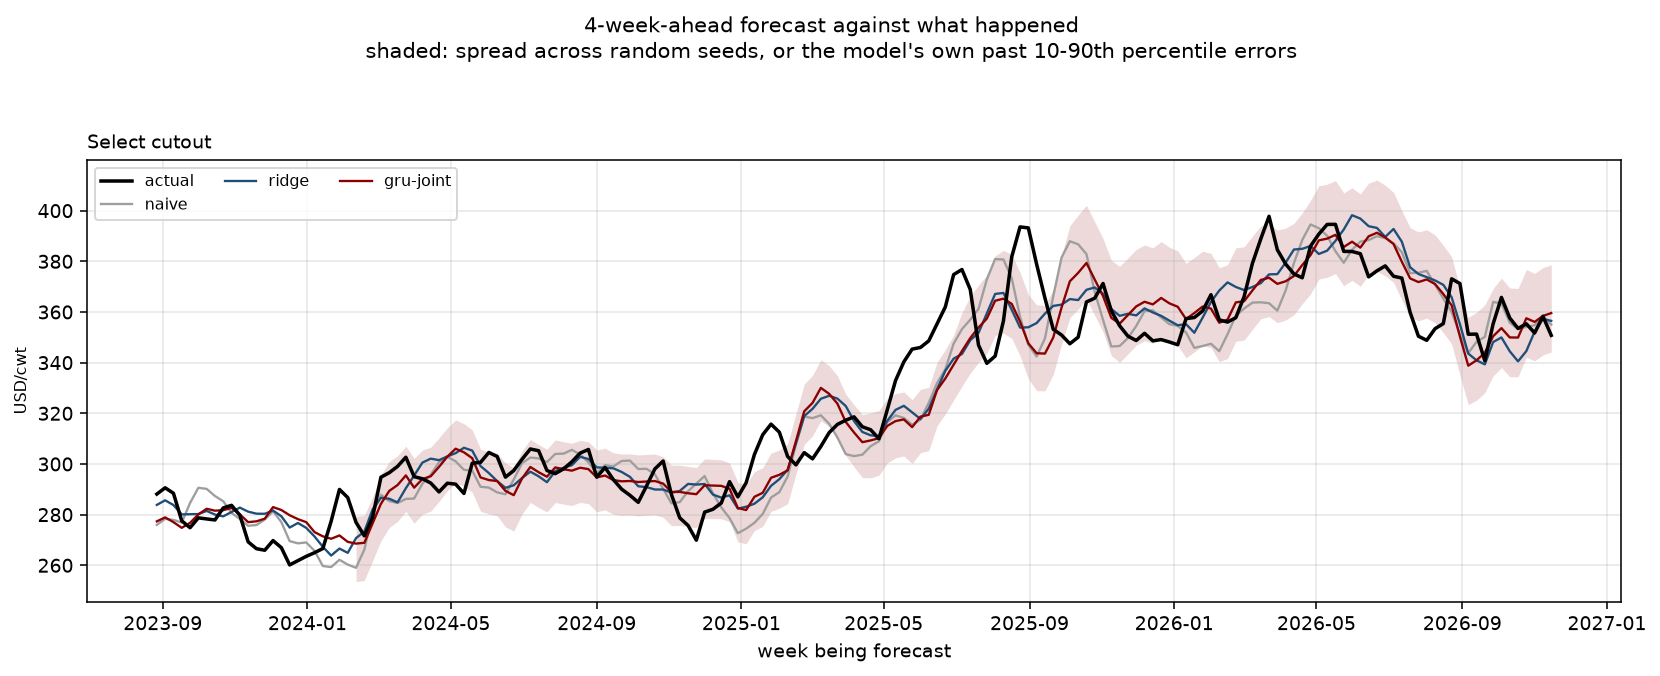 4-week-ahead forecast against what happened
shaded: spread across random seeds, or the model's own past 10-90th percentile errors
Select cutout
actual
ridge
gru-joint
naive
USD/cwt
400
380
360
340
320
300
280
260
2023-09
2024-01
2024-05
2024-09
2025-01
2025-05
2025-09
2026-01
2026-05
2026-09
2027-01
week being forecast